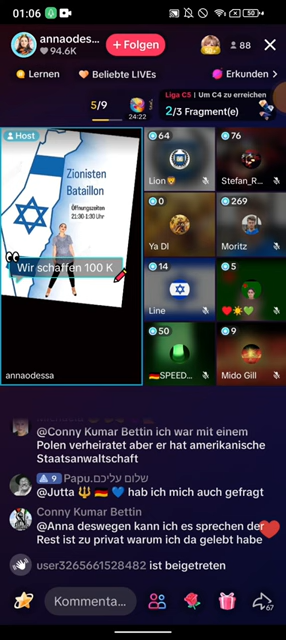 01:06
50
annaodes...
94.6K
+ Folgen
88
Lernen
Beliebte LIVEs
Erkunden
5/9
24:22
Liga C5 | Um C4 zu erreichen
2/3 Fragment(e)
Host
Zionisten
Bataillon
Öffnungszeiten
21:00-1:00 Uhr
Wir schaffen 100 K
annaodessa
64
Lion🦁
76
Stefan_R...
0
Ya DI
269
Moritz
14
Line
5
♥️☀️💚
50
🇩🇪SPEED...
9
Mido Gill
@Conny Kumar Bettin ich war mit einem
Polen verheiratet aber er hat amerikanische
Staatsanwaltschaft
9 Papu.שלום עליכם
@Jutta 🔱 🇩🇪 💙 hab ich mich auch gefragt
Conny Kumar Bettin
@Anna deswegen kann ich es sprechen der
Rest ist zu privat warum ich da gelebt habe
user3265661528482 ist beigetreten
Kommenta...
67